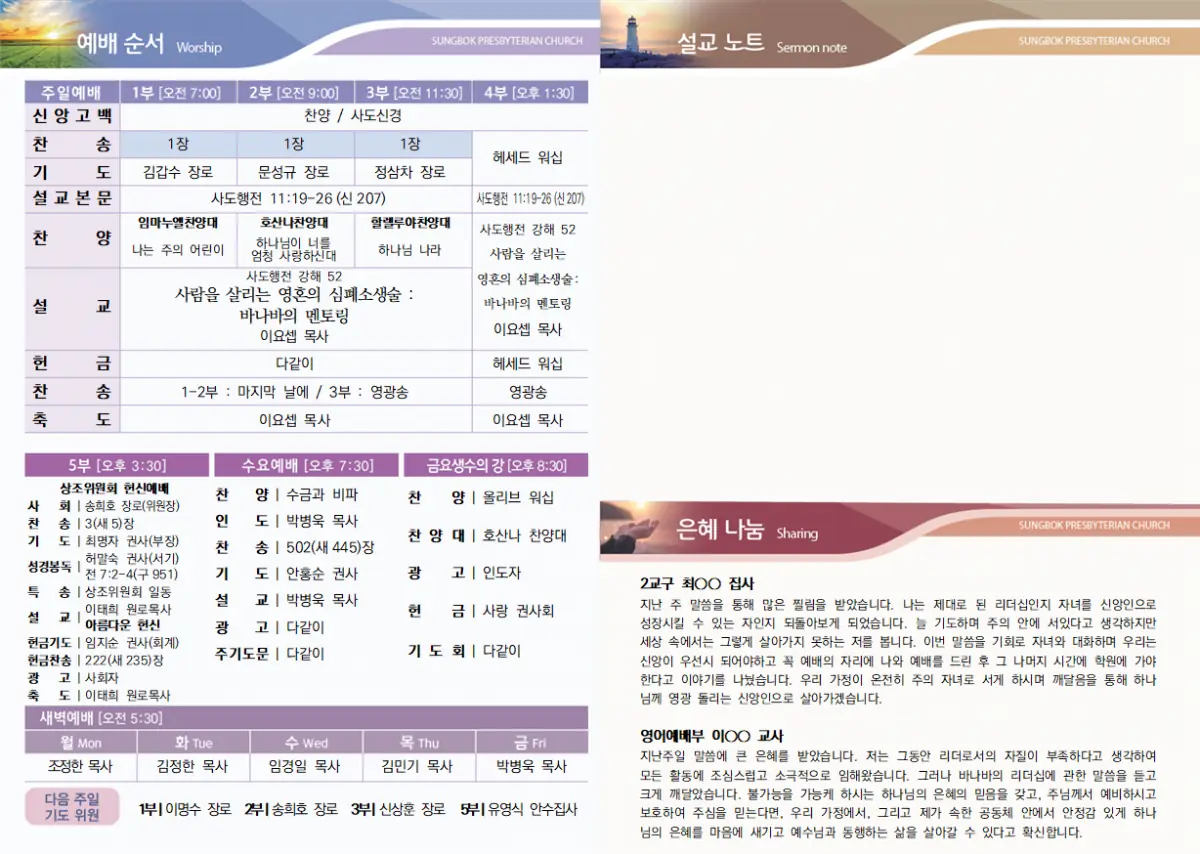 예배 순서 Worship
SUNGBOK PRESBYTERIAN CHURCH
주일예배 1부 [오전 7:00] 2부 [오전 9:00] 3부 [오전 11:30] 4부 [오후 1:30]
신앙고백 찬양 / 사도신경
찬 송 1장 1장 1장 헤세드 워십
기 도 김갑수 장로 문성규 장로 정삼차 장로
설교본문 사도행전 11:19-26 (신 207) 사도행전 11:19-26 (신 207)
찬 양 임마누엘찬양대 호산나찬양대 할렐루야찬양대
나는 주의 어린이 하나님이 너를 엄청 사랑하신대 하나님 나라
설 교 사도행전 강해 52
사람을 살리는 영혼의 심폐소생술 :
바나바의 멘토링
이요셉 목사
사도행전 강해 52
사람을 살리는
영혼의 심폐소생술 :
바나바의 멘토링
이요셉 목사
헌 금 다같이 헤세드 워십
찬 송 1-2부 : 마지막 날에 / 3부 : 영광송 영광송
축 도 이요셉 목사 이요셉 목사
5부 [오후 3:30]
상조위원회 헌신예배
사 회 | 송희호 장로(위원장)
찬 송 | 3(새 5)장
기 도 | 최명자 권사(부장)
성경봉독 | 허말숙 권사(서기)
전 7:2-4(구 951)
특 송 | 상조위원회 일동
설 교 | 이태희 원로목사
아름다운 헌신
헌금기도 | 임지순 권사(회계)
헌금찬송 | 222(새 235)장
광 고 | 사회자
축 도 | 이태희 원로목사
수요예배 [오후 7:30]
찬 양 | 수금과 비파
인 도 | 박병욱 목사
찬 송 | 502(새 445)장
기 도 | 안홍순 권사
설 교 | 박병욱 목사
광 고 | 다같이
주기도문 | 다같이
금요생수의 강 [오후 8:30]
찬 양 | 올리브 워십
찬 양 대 | 호산나 찬양대
광 고 | 인도자
헌 금 | 사랑 권사회
기 도 회 | 다같이
새벽예배 [오전 5:30]
월 Mon 화 Tue 수 Wed 목 Thu 금 Fri
조정한 목사 김정한 목사 임경일 목사 김민기 목사 박병욱 목사
다음 주일
기도 위원
1부 | 이명수 장로 2부 | 송희호 장로 3부 | 신상훈 장로 5부 | 유영식 안수집사
설교 노트 Sermon note
SUNGBOK PRESBYTERIAN CHURCH
은혜 나눔 Sharing
SUNGBOK PRESBYTERIAN CHURCH
2교구 최○○ 집사
지난 주 말씀을 통해 많은 찔림을 받았습니다. 나는 제대로 된 리더십인지 자녀를 신앙인으로
성장시킬 수 있는 자인지 되돌아보게 되었습니다. 늘 기도하며 주의 안에 서있다고 생각하지만
세상 속에서는 그렇게 살아가지 못하는 저를 봅니다. 이번 말씀을 기회로 자녀와 대화하며 우리는
신앙이 우선시 되어야하고 꼭 예배의 자리에 나와 예배를 드린 후 그 나머지 시간에 학원에 가야
한다고 이야기를 나눴습니다. 우리 가정이 온전히 주의 자녀로 서게 하시며 깨달음을 통해 하나
님께 영광 돌리는 신앙인으로 살아가겠습니다.
영어예배부 이○○ 교사
지난주일 말씀에 큰 은혜를 받았습니다. 저는 그동안 리더로서의 자질이 부족하다고 생각하여
모든 활동에 조심스럽고 소극적으로 임해왔습니다. 그러나 바나바의 리더십에 관한 말씀을 듣고
크게 깨달았습니다. 불가능을 가능케 하시는 하나님의 은혜의 믿음을 갖고, 주님께서 예비하시고
보호하여 주심을 믿는다면, 우리 가정에서, 그리고 제가 속한 공동체 안에서 안정감 있게 하나
님의 은혜를 마음에 새기고 예수님과 동행하는 삶을 살아갈 수 있다고 확신합니다.